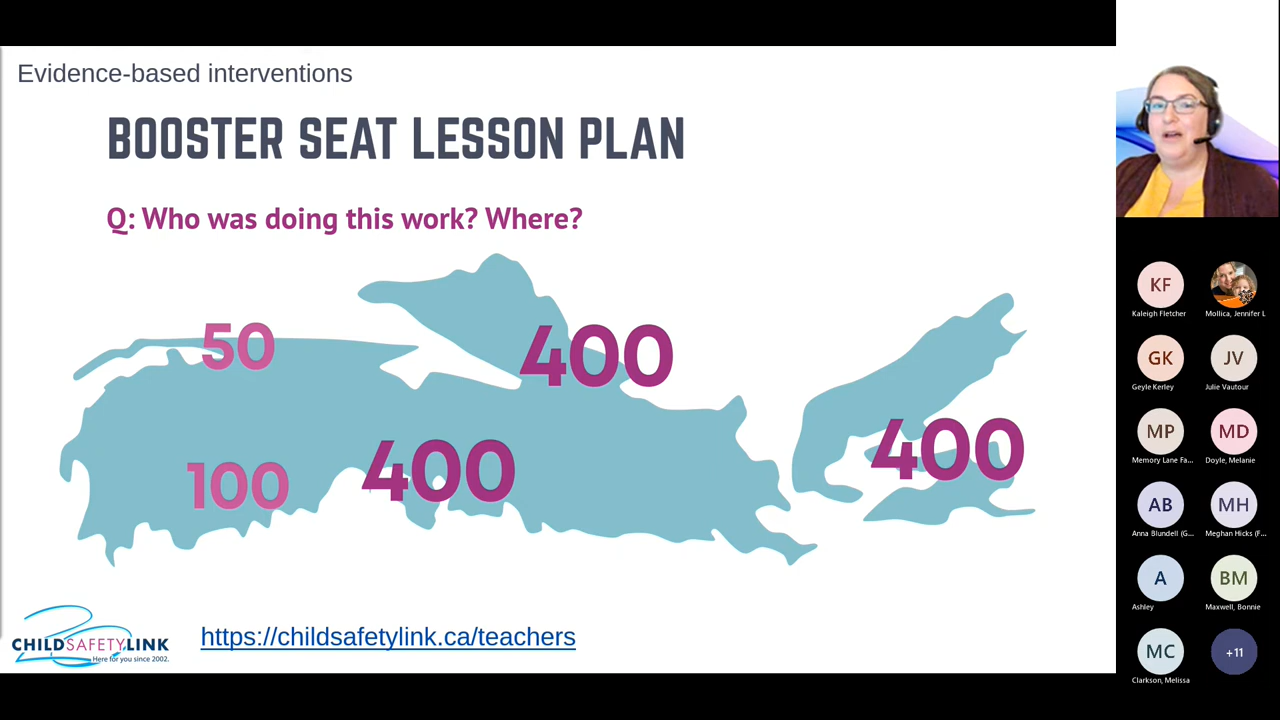 Evidence-based interventions
BOOSTER SEAT LESSON PLAN
Q: Who was doing this work? Where?
50
400
400
100
400
CHILDSAFETYLINK
Here for you since 2002.
https://childsafetylink.ca/teachers
KF
Kaleigh Fletcher
Mollica, Jennifer L
GK
Geyle Kerley
JV
Julie Vautour
MP
Memory Lane Fa...
MD
Doyle, Melanie
AB
Anna Blundell (G...
MH
Meghan Hicks (F...
A
Ashley
BM
Maxwell, Bonnie
MC
Clarkson, Melissa
+11